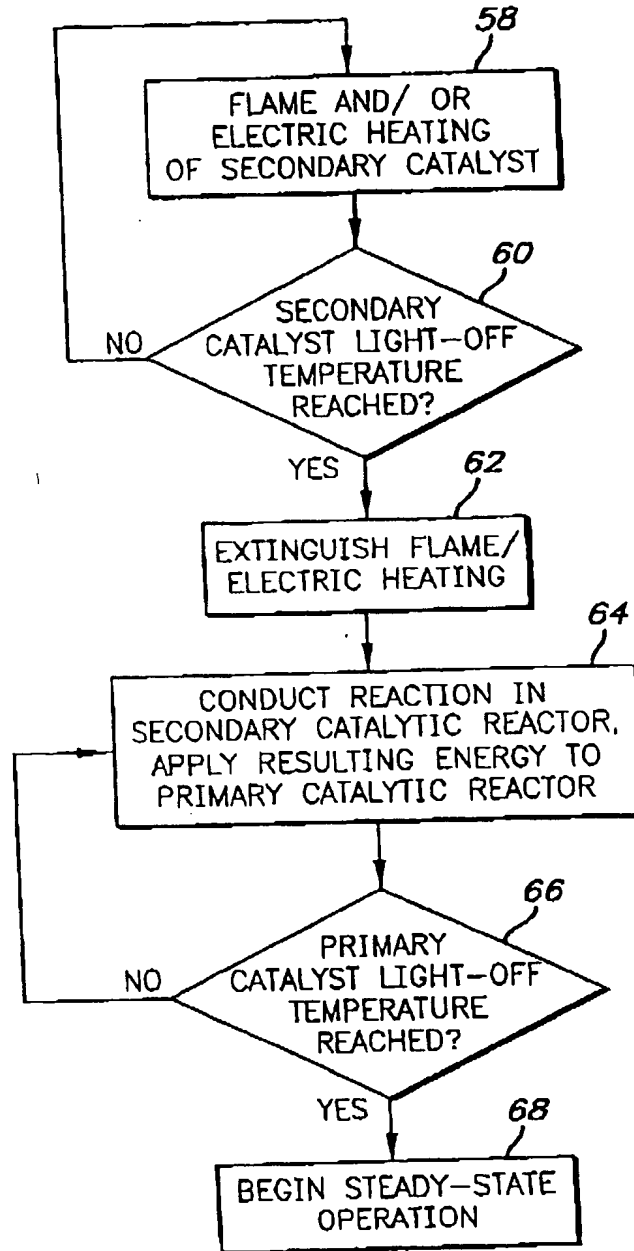 58
FLAME AND/ OR
ELECTRIC HEATING
OF SECONDARY CATALYST
60
SECONDARY
CATALYST LIGHT-OFF
TEMPERATURE
REACHED?
NO
YES
62
EXTINGUISH FLAME/
ELECTRIC HEATING
64
CONDUCT REACTION IN
SECONDARY CATALYTIC REACTOR,
APPLY RESULTING ENERGY TO
PRIMARY CATALYTIC REACTOR
66
PRIMARY
CATALYST LIGHT-OFF
TEMPERATURE
REACHED?
NO
YES
68
BEGIN STEADY-STATE
OPERATION